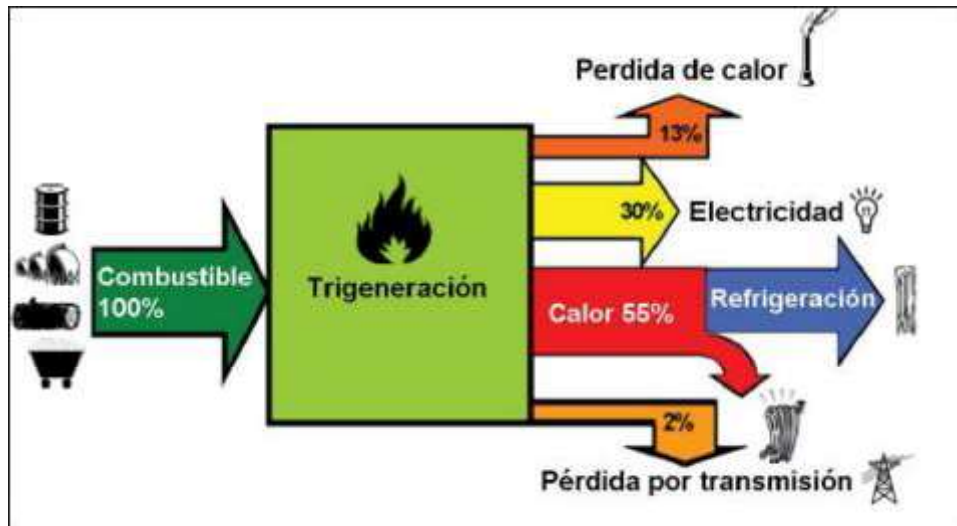 Perdida de calor
13%
30%
Electricidad
Combustible
100%
Trigeneración
Calor 55%
Refrigeración
2%
Pérdida por transmisión